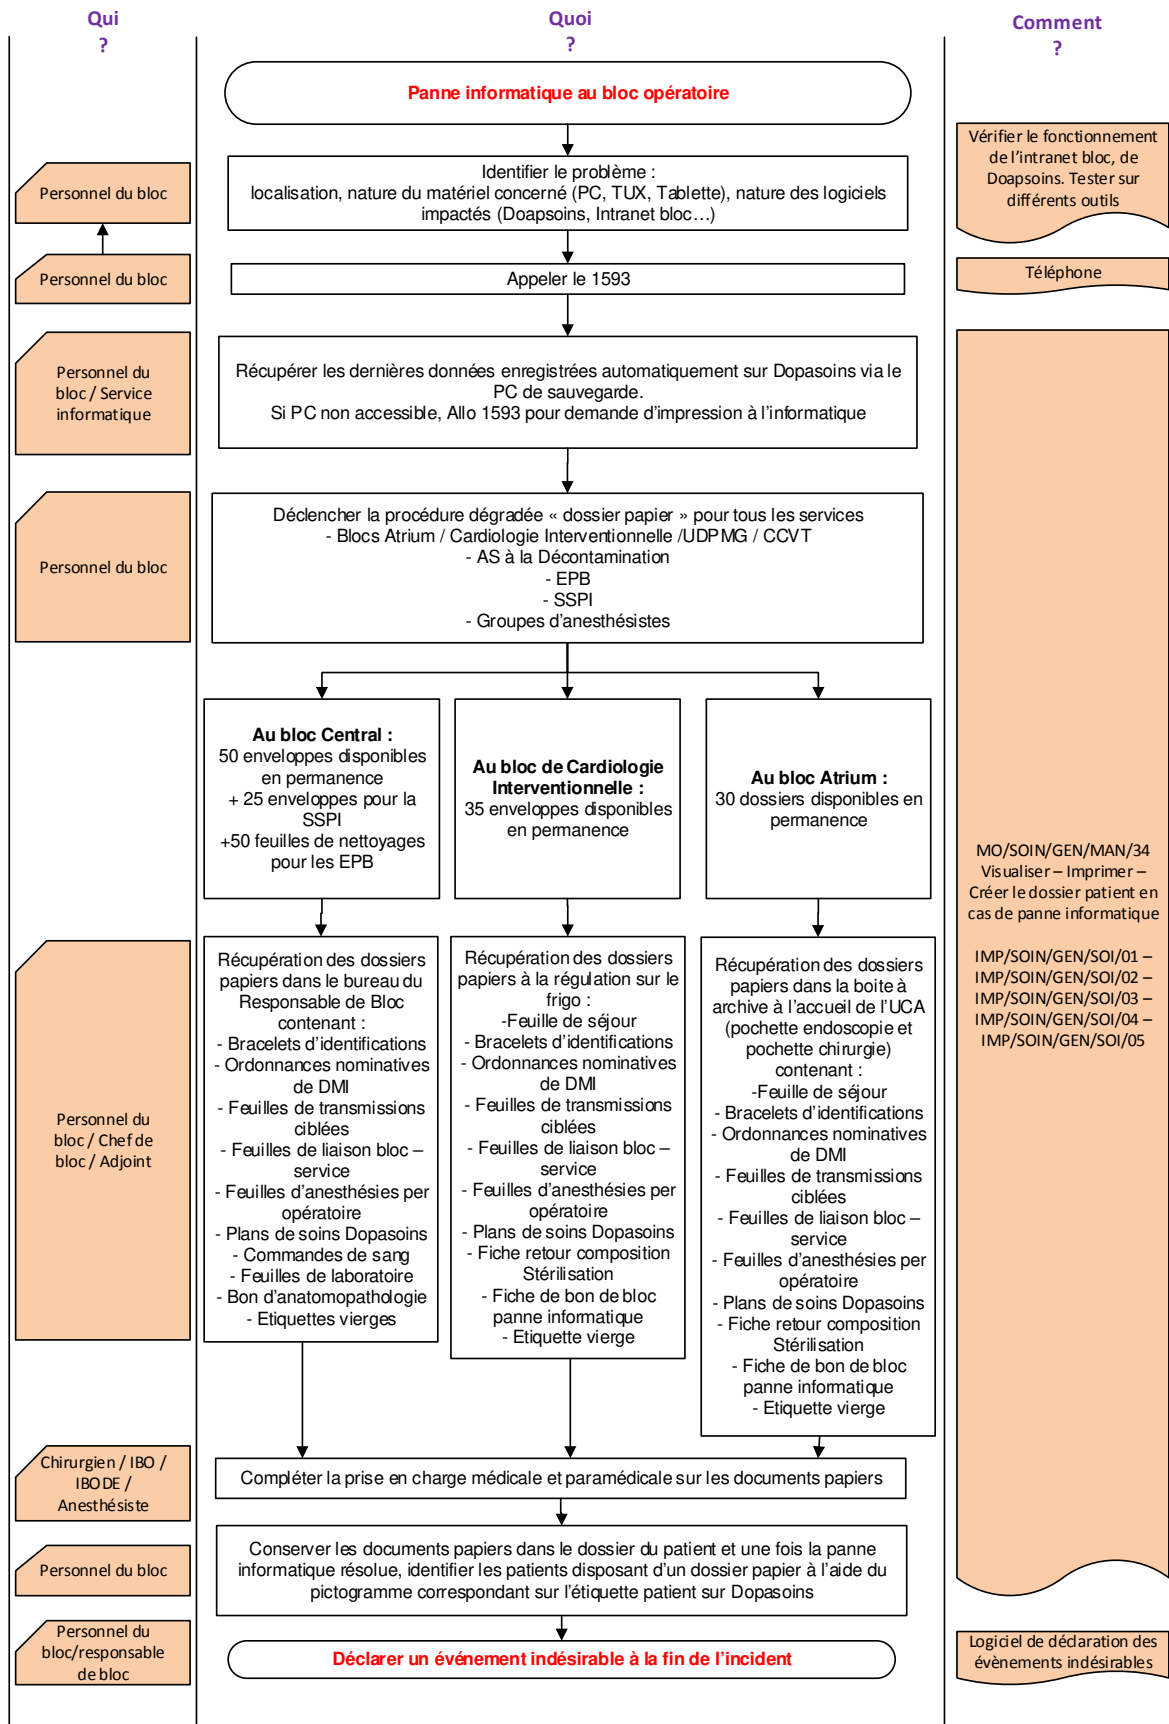 Qui
?
Quoi
?
Comment
?
Panne informatique au bloc opératoire
Personnel du bloc
Identifier le problème :
localisation, nature du matériel concerné (PC, TUX, Tablette), nature des logiciels
impactés (Doapsoins, Intranet bloc…)
Vérifier le fonctionnement
de l'intranet bloc, de
Doapsoins. Tester sur
différents outils
Personnel du bloc
Appeler le 1593
Téléphone
Personnel du
bloc / Service
informatique
Récupérer les dernières données enregistrées automatiquement sur Dopasoins via le
PC de sauvegarde.
Si PC non accessible, Allo 1593 pour demande d'impression à l'informatique
Personnel du bloc
Déclencher la procédure dégradée « dossier papier » pour tous les services
- Blocs Atrium / Cardiologie Interventionnelle /UDPMG / CCVT
- AS à la Décontamination
- EPB
- SSPI
- Groupes d'anesthésistes
Au bloc Central :
50 enveloppes disponibles
en permanence
+ 25 enveloppes pour la
SSPI
+50 feuilles de nettoyages
pour les EPB
Au bloc de Cardiologie
Interventionnelle :
35 enveloppes disponibles
en permanence
Au bloc Atrium :
30 dossiers disponibles en
permanence
MO/SOIN/GEN/MAN/34
Visualiser – Imprimer –
Créer le dossier patient en
cas de panne informatique
IMP/SOIN/GEN/SOI/01 –
IMP/SOIN/GEN/SOI/02 –
IMP/SOIN/GEN/SOI/03 –
IMP/SOIN/GEN/SOI/04 –
IMP/SOIN/GEN/SOI/05
Personnel du
bloc / Chef de
bloc / Adjoint
Récupération des dossiers
papiers dans le bureau du
Responsable de Bloc
contenant :
- Bracelets d'identifications
- Ordonnances nominatives
de DMI
- Feuilles de transmissions
ciblées
- Feuilles de liaison bloc –
service
- Feuilles d'anesthésies per
opératoire
- Plans de soins Dopasoins
- Commandes de sang
- Feuilles de laboratoire
- Bon d'anatomopathologie
- Etiquettes vierges
Récupération des dossiers
papiers à la régulation sur le
frigo :
-Feuille de séjour
- Bracelets d'identifications
- Ordonnances nominatives
de DMI
- Feuilles de transmissions
ciblées
- Feuilles de liaison bloc –
service
- Feuilles d'anesthésies per
opératoire
- Plans de soins Dopasoins
- Fiche retour composition
Stérilisation
- Fiche de bon de bloc
panne informatique
- Etiquette vierge
Récupération des dossiers
papiers dans la boite à
archive à l'accueil de l'UCA
(pochette endoscopie et
pochette chirurgie)
contenant :
-Feuille de séjour
- Bracelets d'identifications
- Ordonnances nominatives
de DMI
- Feuilles de transmissions
ciblées
- Feuilles de liaison bloc –
service
- Feuilles d'anesthésies per
opératoire
- Plans de soins Dopasoins
- Fiche retour composition
Stérilisation
- Fiche de bon de bloc
panne informatique
- Etiquette vierge
Chirurgien / IBO /
IBODE /
Anesthésiste
Compléter la prise en charge médicale et paramédicale sur les documents papiers
Personnel du bloc
Conserver les documents papiers dans le dossier du patient et une fois la panne
informatique résolue, identifier les patients disposant d'un dossier papier à l'aide du
pictogramme correspondant sur l'étiquette patient sur Dopasoins
Personnel du
bloc/responsable
de bloc
Déclarer un événement indésirable à la fin de l'incident
Logiciel de déclaration des
évènements indésirables